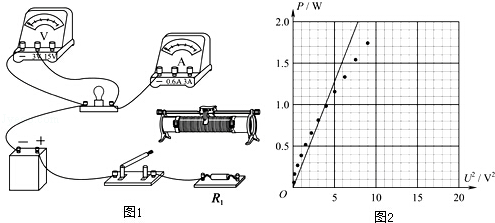 V
− 3V 15V
A
− 0.6A 3A
− +
R₁
图1
P/W
2.0
1.5
1.0
0.5
O
5 10 15 20
U²/V²
图2